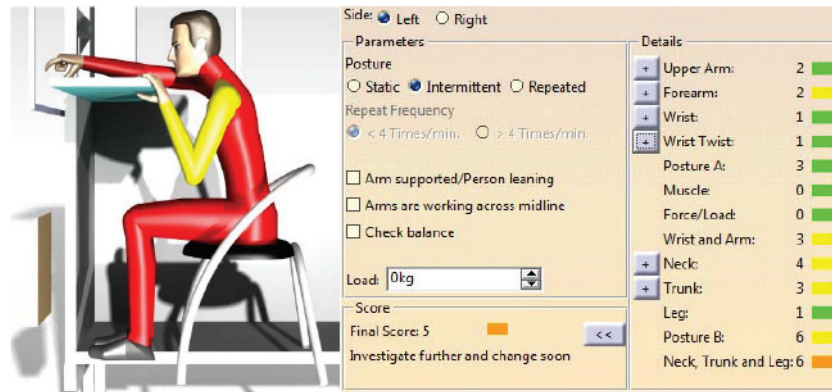 Side: Left Right
Parameters
Posture
Static Intermittent Repeated
Repeat Frequency
< 4 Times/min. > 4 Times/min.
Arm supported/Person leaning
Arms are working across midline
Check balance
Load: 0kg
Score
Final Score: 5 <<
Investigate further and change soon
Details
+ Upper Arm: 2
+ Forearm: 2
+ Wrist: 1
+ Wrist Twist: 1
Posture A: 3
Muscle: 0
Force/Load: 0
Wrist and Arm: 3
+ Neck: 4
+ Trunk: 3
Leg: 1
Posture B: 6
Neck, Trunk and Leg: 6